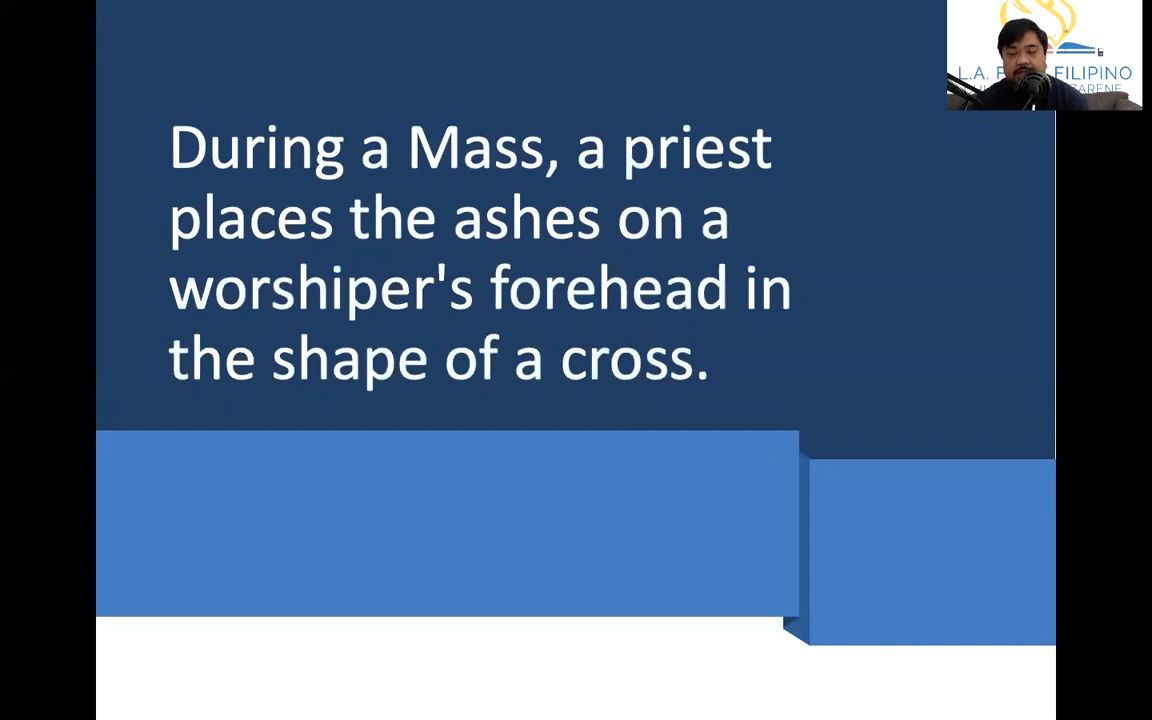 L.A. FILIPINO
During a Mass, a priest
places the ashes on a
worshiper's forehead in
the shape of a cross.